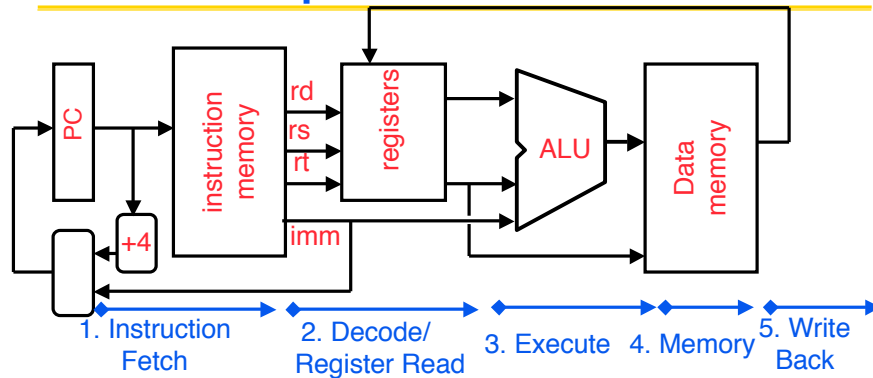 PC
+4
instruction
memory
rd
rs
rt
imm
registers
ALU
Data
memory
1. Instruction
Fetch
2. Decode/
Register Read
3. Execute
4. Memory
5. Write
Back